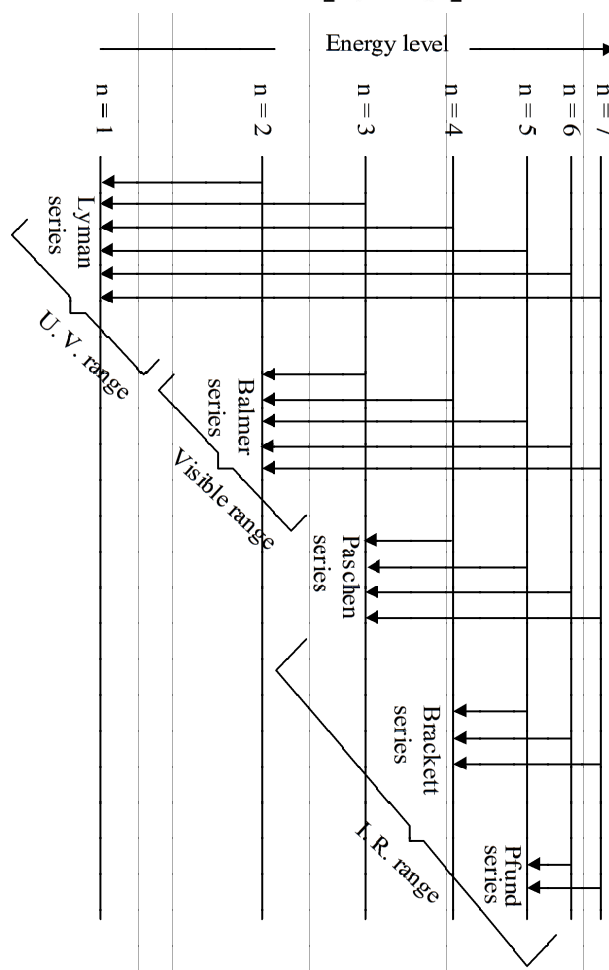 Energy level
n = 7
n = 6
n = 5
n = 4
n = 3
n = 2
n = 1
Lyman
series
U. V. range
Balmer
series
Visible range
Paschen
series
Brackett
series
I. R. range
Pfund
series